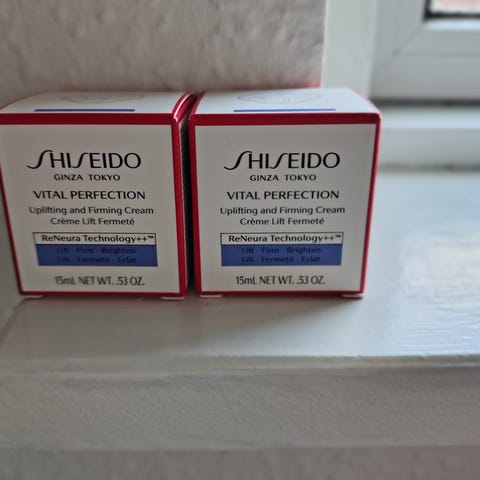 SHISEIDO
GINZA TOKYO
VITAL PERFECTION
Uplifting and Firming Cream
Crème Lift Fermeté
ReNeura Technology++™
Lift · Firm · Brighten
Lift · Fermeté · Eclat
15mL NET WT. .53 OZ.
SHISEIDO
GINZA TOKYO
VITAL PERFECTION
Uplifting and Firming Cream
Crème Lift Fermeté
ReNeura Technology++™
Lift · Firm · Brighten
Lift · Fermeté · Eclat
15mL NET WT. .53 OZ.